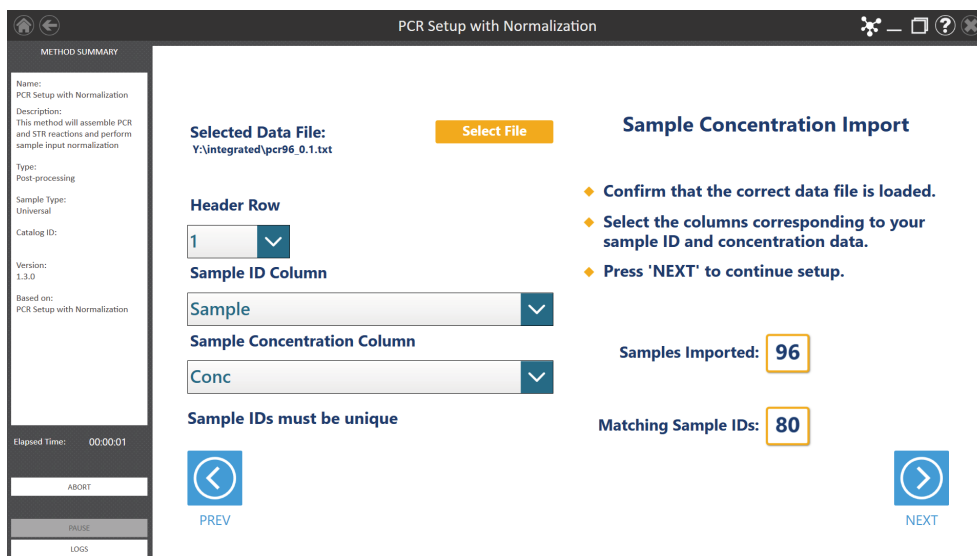 PCR Setup with Normalization
METHOD SUMMARY
Name:
PCR Setup with Normalization
Description:
This method will assemble PCR
and STR reactions and perform
sample input normalization
Type:
Post-processing
Sample Type:
Universal
Catalog ID:
Version:
1.3.0
Based on:
PCR Setup with Normalization
Elapsed Time: 00:00:01
ABORT
PAUSE
LOGS
Selected Data File:
Y:\integrated\pcr96_0.1.txt
Select File
Header Row
1
Sample ID Column
Sample
Sample Concentration Column
Conc
Sample IDs must be unique
PREV
Sample Concentration Import
Confirm that the correct data file is loaded.
Select the columns corresponding to your
sample ID and concentration data.
Press 'NEXT' to continue setup.
Samples Imported: 96
Matching Sample IDs: 80
NEXT